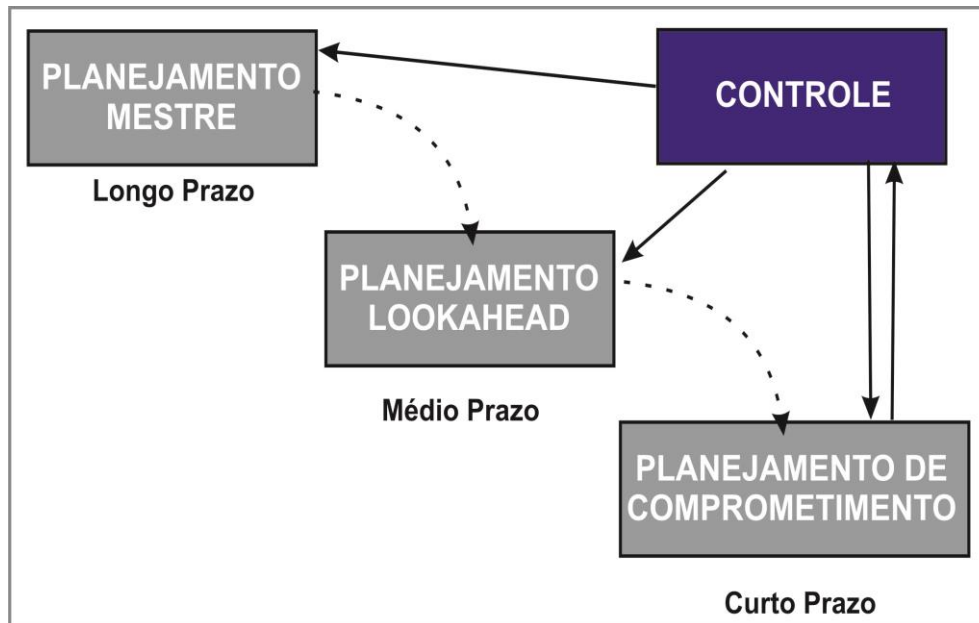 PLANEJAMENTO
MESTRE
Longo Prazo
CONTROLE
PLANEJAMENTO
LOOKAHEAD
Médio Prazo
PLANEJAMENTO DE
COMPROMETIMENTO
Curto Prazo